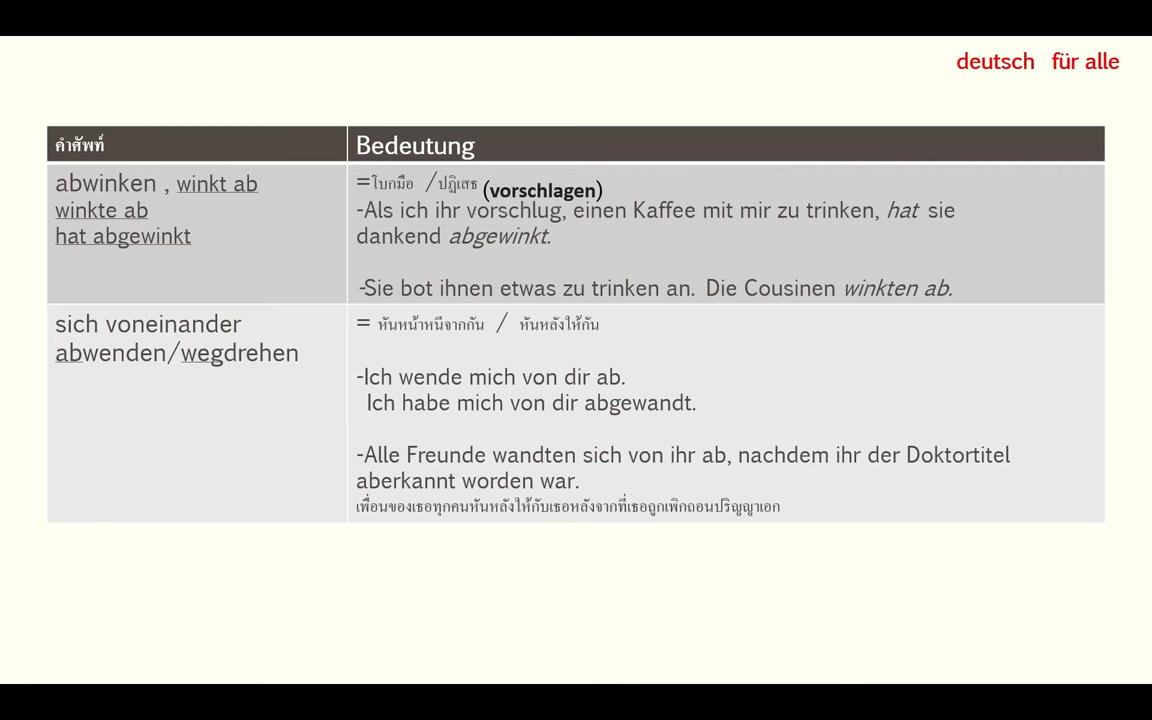 deutsch für alle
คำศัพท์ Bedeutung
abwinken , winkt ab
winkte ab
hat abgewinkt
=โบกมือ /ปฏิเสธ (vorschlagen)
-Als ich ihr vorschlug, einen Kaffee mit mir zu trinken, hat sie
dankend abgewinkt.
-Sie bot ihnen etwas zu trinken an. Die Cousinen winkten ab.
sich voneinander
abwenden/wegdrehen
= หันหน้าหนีจากกัน / หันหลังให้กัน
-Ich wende mich von dir ab.
Ich habe mich von dir abgewandt.
-Alle Freunde wandten sich von ihr ab, nachdem ihr der Doktortitel
aberkannt worden war.
เพื่อนของเธอทุกคนหันหลังให้กับเธอหลังจากที่เธอถูกเพิกถอนปริญญาเอก